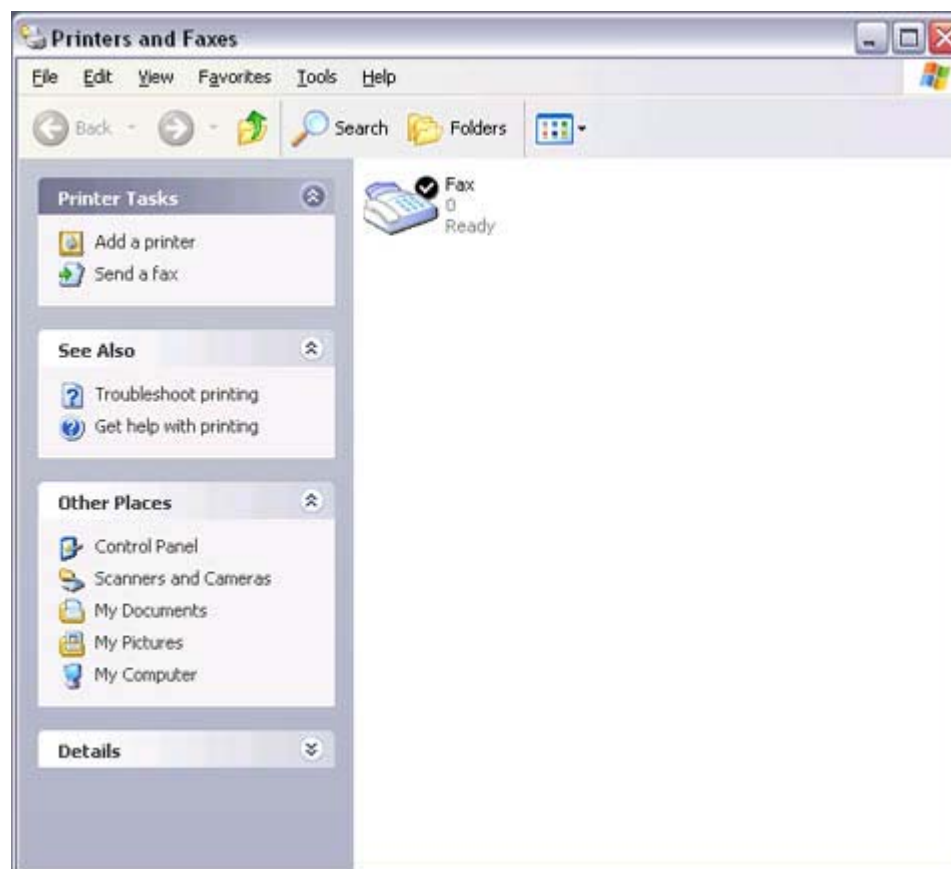 Printers and Faxes
File Edit View Favorites Tools Help
Back Search Folders
Printer Tasks
Add a printer
Send a fax
See Also
Troubleshoot printing
Get help with printing
Other Places
Control Panel
Scanners and Cameras
My Documents
My Pictures
My Computer
Details
Fax
0
Ready